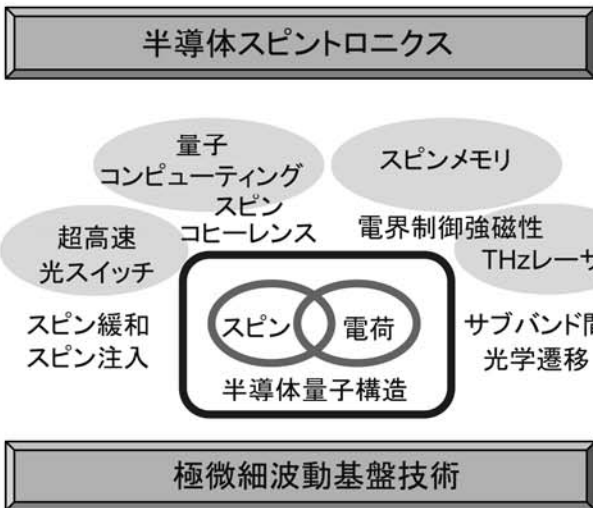 半導体スピントロニクス
量子
コンピューティング
スピンメモリ
スピン
コヒーレンス
電界制御強磁性
超高速
光スイッチ
THzレーザ
スピン緩和
スピン注入
スピン
電荷
半導体量子構造
サブバンド間
光学遷移
極微細波動基盤技術